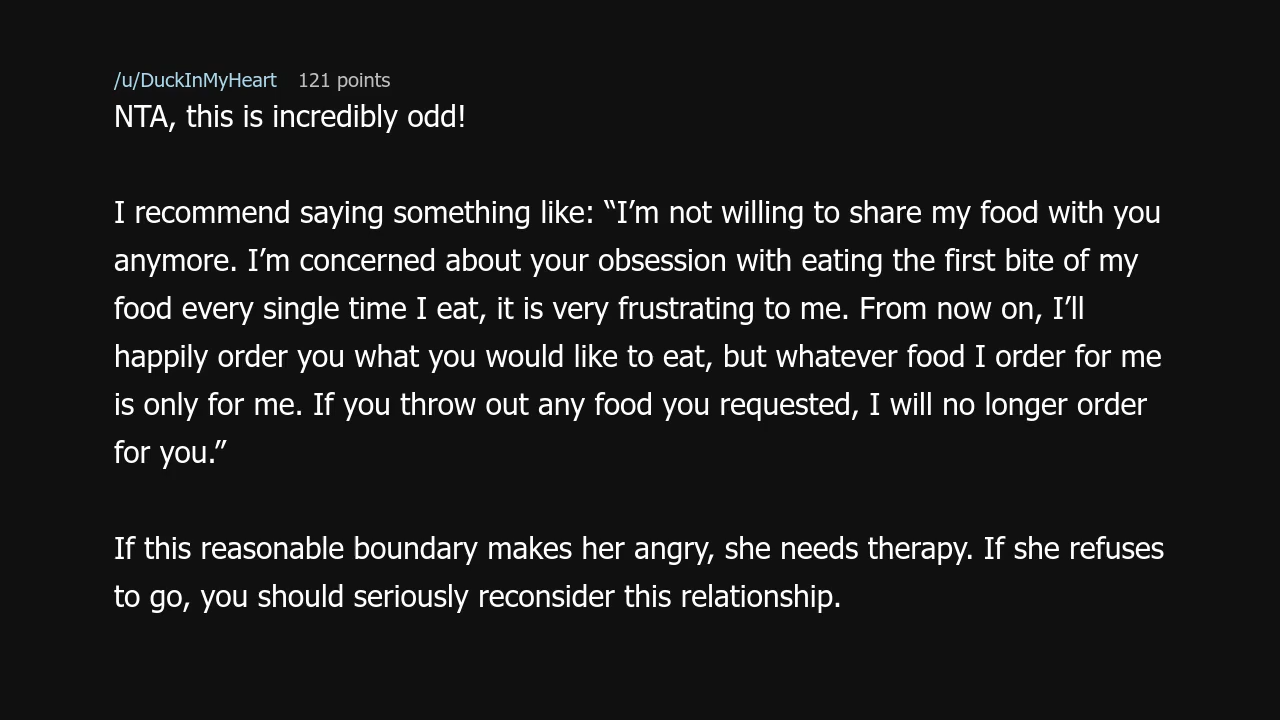 /u/DuckInMyHeart 121 points
NTA, this is incredibly odd!
I recommend saying something like: “I’m not willing to share my food with you
anymore. I’m concerned about your obsession with eating the first bite of my
food every single time I eat, it is very frustrating to me. From now on, I’ll
happily order you what you would like to eat, but whatever food I order for me
is only for me. If you throw out any food you requested, I will no longer order
for you.”
If this reasonable boundary makes her angry, she needs therapy. If she refuses
to go, you should seriously reconsider this relationship.